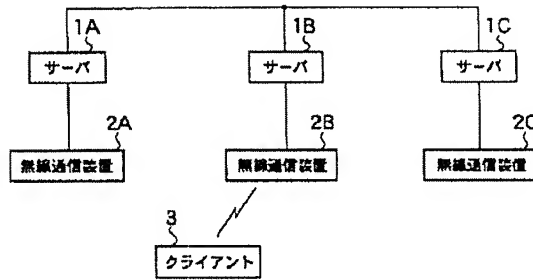 1A 1B 1C
サーバ サーバ サーバ
2A 2B 2C
無線通信装置 無線通信装置 無線通信装置
3
クライアント